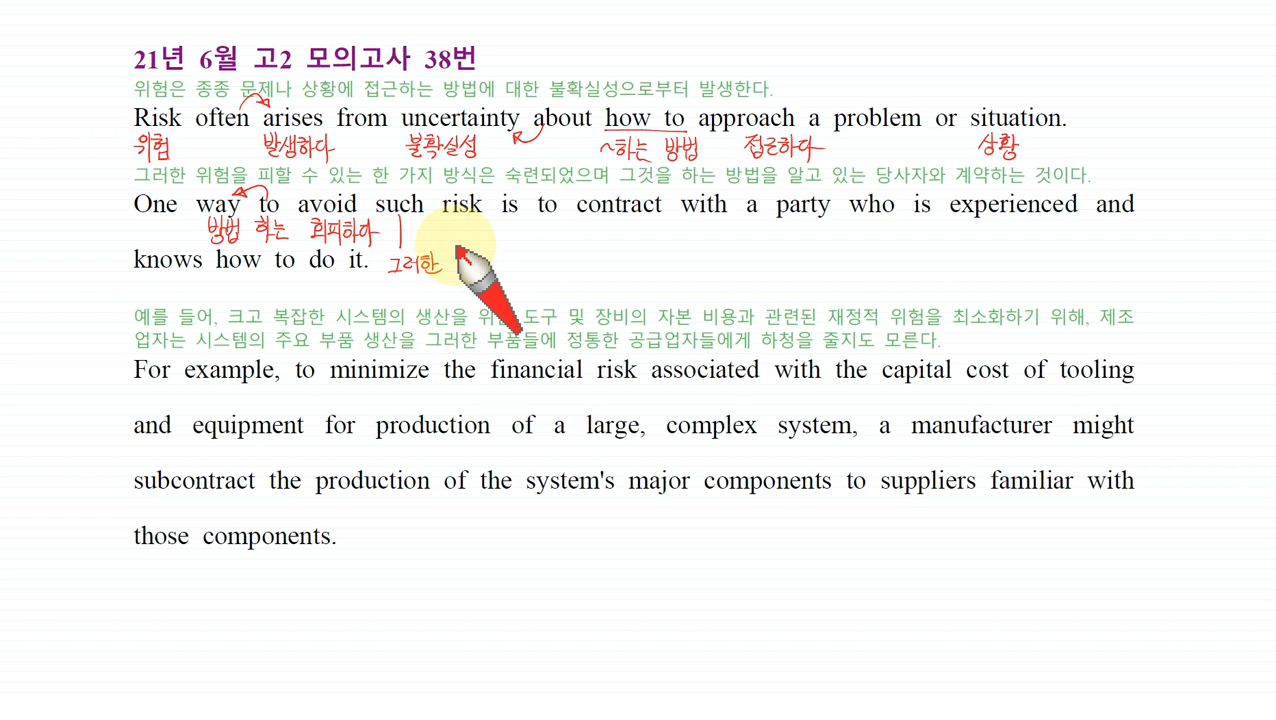 21년 6월 고2 모의고사 38번
위험은 종종 문제나 상황에 접근하는 방법에 대한 불확실성으로부터 발생한다.
Risk often arises from uncertainty about how to approach a problem or situation.
위험 발생하다 불확실성 ~하는 방법 접근하다 상황
그러한 위험을 피할 수 있는 한 가지 방식은 숙련되었으며 그것을 하는 방법을 알고 있는 당사자와 계약하는 것이다.
One way to avoid such risk is to contract with a party who is experienced and
방법 하는 회피하다
knows how to do it. 그러한
예를 들어, 크고 복잡한 시스템의 생산을 도구 및 장비의 자본 비용과 관련된 재정적 위험을 최소화하기 위해, 제조
업자는 시스템의 주요 부품 생산을 그러한 부품들에 정통한 공급업자들에게 하청을 줄지도 모른다.
For example, to minimize the financial risk associated with the capital cost of tooling
and equipment for production of a large, complex system, a manufacturer might
subcontract the production of the system's major components to suppliers familiar with
those components.